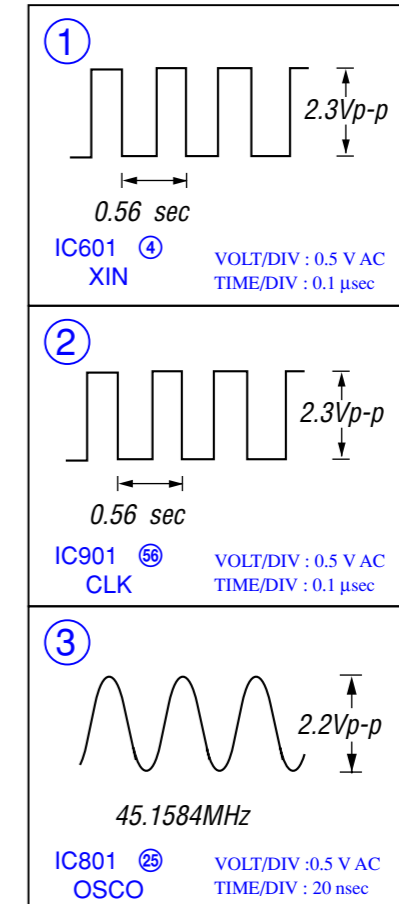 ①
2.3Vp-p
0.56 sec
IC601 ④
XIN
VOLT/DIV : 0.5 V AC
TIME/DIV : 0.1 µsec
②
2.3Vp-p
0.56 sec
IC901 ㊶
CLK
VOLT/DIV : 0.5 V AC
TIME/DIV : 0.1 µsec
③
2.2Vp-p
45.1584MHz
IC801 ㉕
OSCO
VOLT/DIV :0.5 V AC
TIME/DIV : 20 nsec